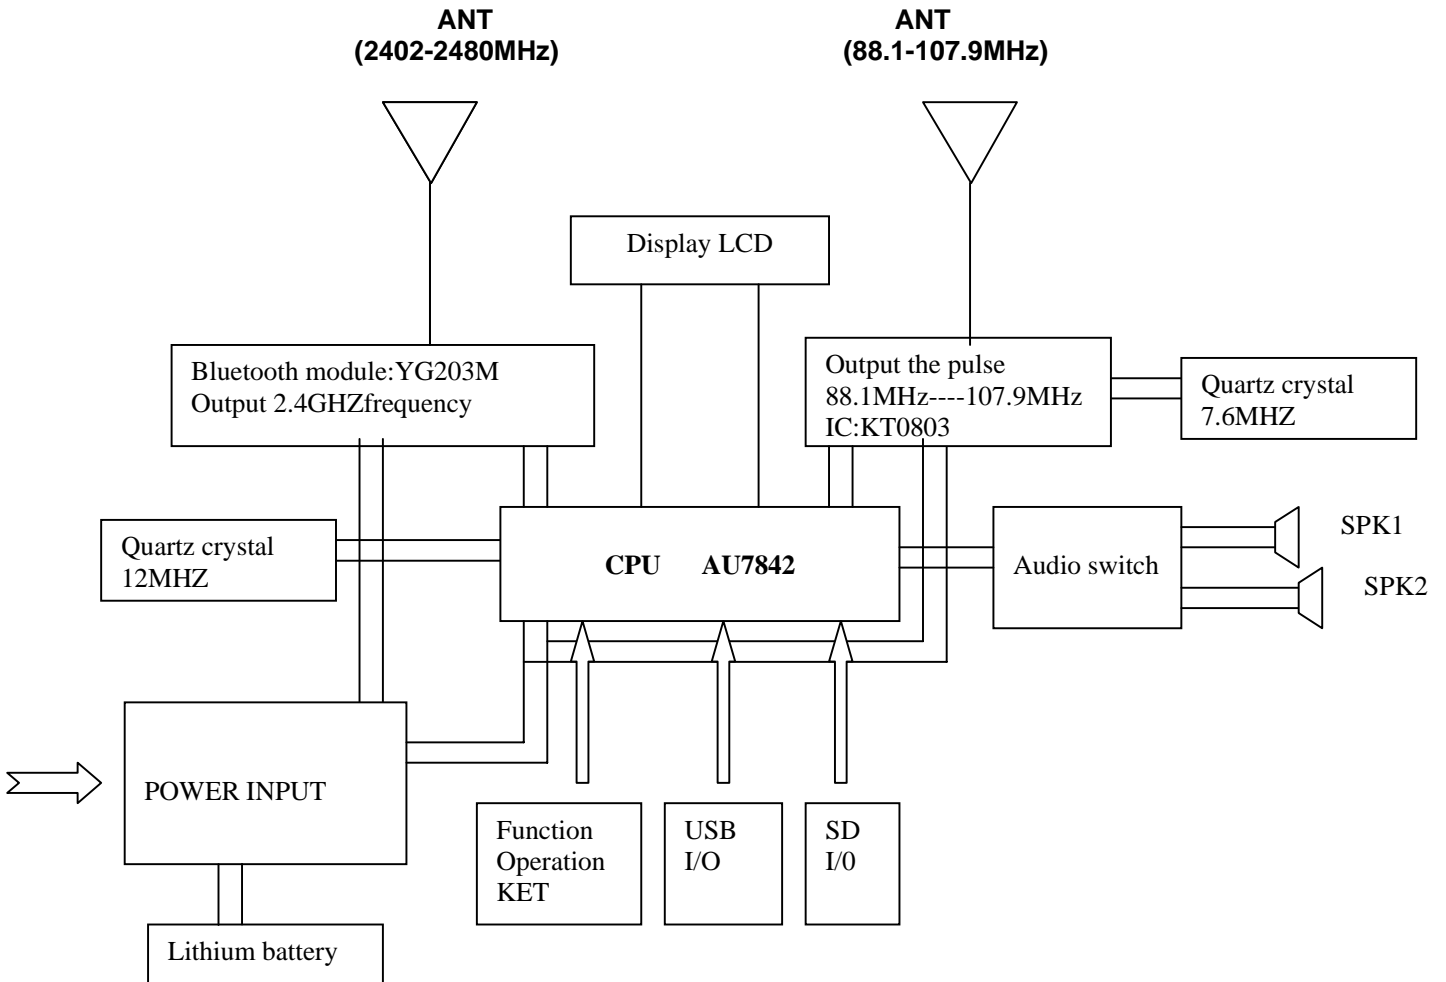 ANT
(2402-2480MHz)
ANT
(88.1-107.9MHz)
Display LCD
Bluetooth module:YG203M
Output 2.4GHZfrequency
Output the pulse
88.1MHz----107.9MHz
IC:KT0803
Quartz crystal
7.6MHZ
Quartz crystal
12MHZ
CPU AU7842
Audio switch
SPK1
SPK2
POWER INPUT
Function
Operation
KET
USB
I/O
SD
I/0
Lithium battery